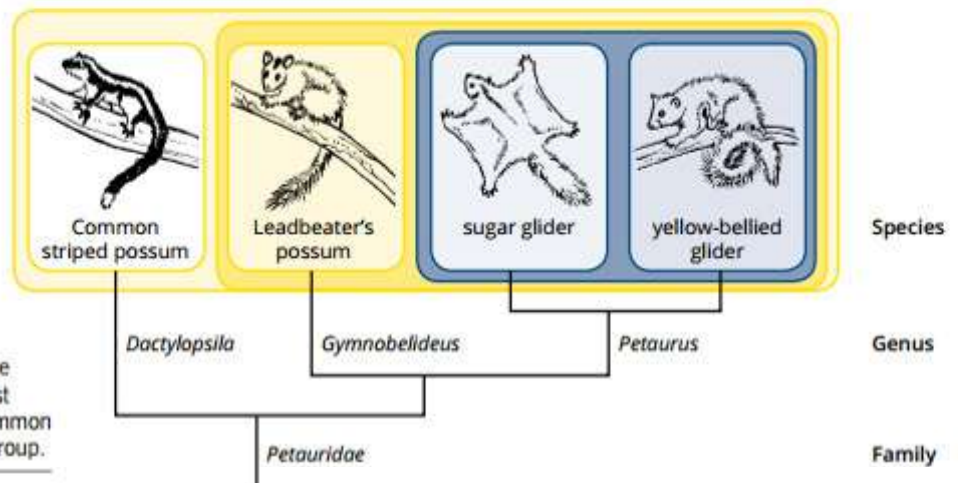 Common
striped possum
Leadbeater's
possum
sugar glider
yellow-bellied
glider
Species
Dactylopsila
Gymnobelideus
Petaurus
Genus
Petauridae
Family